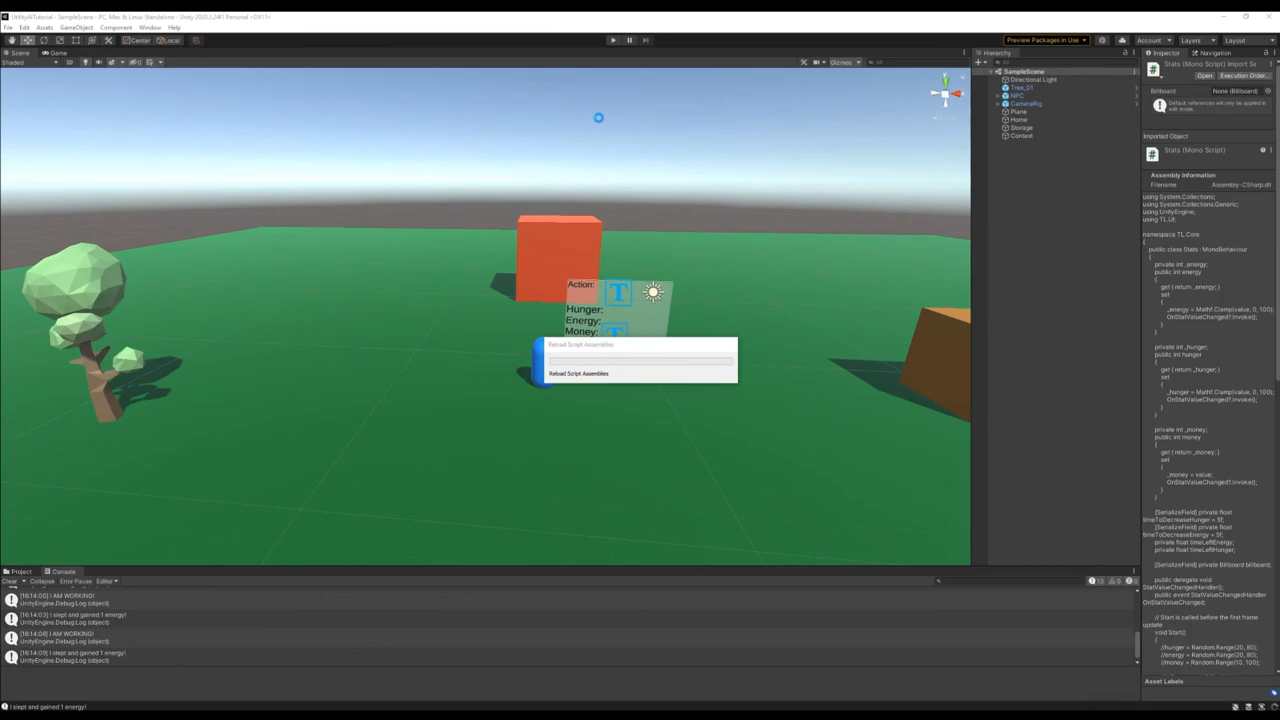 UtilityAITutorial - SampleScene - PC, Mac & Linux Standalone - Unity 2020.3.24f1 Personal <DX11>
File Edit Assets GameObject Component Window Help
Center Local
Preview Packages in Use
Account Layers Layout
Scene Game
Shaded 2D Gizmos All
Action: T
Hunger:
Energy:
Money:
Reload Script Assemblies
Reload Script Assemblies
Hierarchy
All
SampleScene
Directional Light
Tree_01
NPC
CameraRig
Plane
Home
Storage
Context
Inspector Navigation
Stats (Mono Script) Import Se
Open Execution Order...
Billboard None (Billboard)
Default references will only be applied in edit mode.
Imported Object
Stats (Mono Script)
Assembly Information
Filename Assembly-CSharp.dll
using System.Collections;
using System.Collections.Generic;
using UnityEngine;
using TL.UI;
namespace TL.Core
{
public class Stats : MonoBehaviour
{
private int _energy;
public int energy
{
get { return _energy; }
set
{
_energy = Mathf.Clamp(value, 0, 100);
OnStatValueChanged?.Invoke();
}
}
private int _hunger;
public int hunger
{
get { return _hunger; }
set
{
_hunger = Mathf.Clamp(value, 0, 100);
OnStatValueChanged?.Invoke();
}
}
private int _money;
public int money
{
get { return _money; }
set
{
_money = value;
OnStatValueChanged?.Invoke();
}
}
[SerializeField] private float
timeToDecreaseHunger = 5f;
[SerializeField] private float
timeToDecreaseEnergy = 5f;
private float timeLeftEnergy;
private float timeLeftHunger;
[SerializeField] private Billboard billboard;
public delegate void
StatValueChangedHandler();
public event StatValueChangedHandler
OnStatValueChanged;
// Start is called before the first frame
update
void Start()
{
//hunger = Random.Range(20, 80);
//energy = Random.Range(20, 80);
//money = Random.Range(10, 100);
Asset Labels
Project Console
Clear Collapse Error Pause Editor
13 0 0
[16:14:00] I AM WORKING!
UnityEngine.Debug:Log (object)
[16:14:03] I slept and gained 1 energy!
UnityEngine.Debug:Log (object)
[16:14:06] I AM WORKING!
UnityEngine.Debug:Log (object)
[16:14:09] I slept and gained 1 energy!
UnityEngine.Debug:Log (object)
I slept and gained 1 energy!